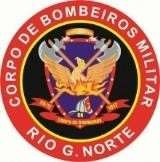 CORPO DE BOMBEIROS MILITAR
RIO G. NORTE